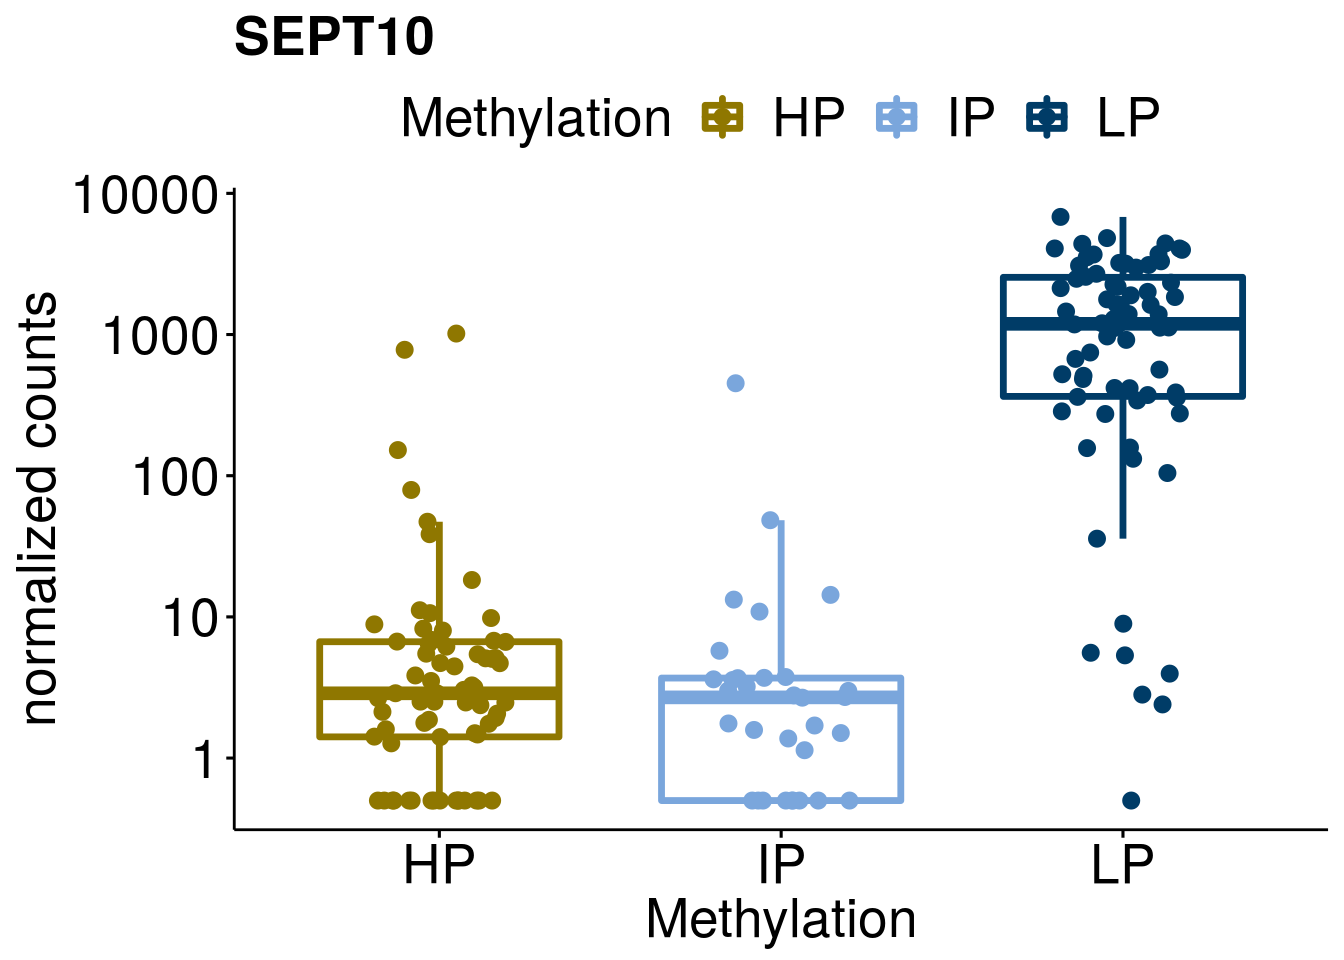 SEPT10
Methylation HP IP LP
10000
1000
100
10
1
normalized counts
HP IP LP
Methylation